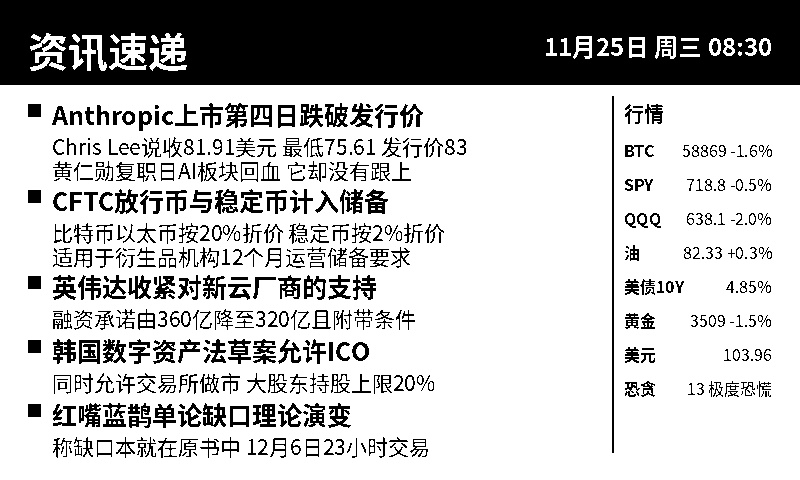 资讯速递
11月25日 周三 08:30
Anthropic上市第四日跌破发行价
Chris Lee说收81.91美元 最低75.61 发行价83
黄仁勋复职日AI板块回血 它却没有跟上
CFTC放行币与稳定币计入储备
比特币以太币按20%折价 稳定币按2%折价
适用于衍生品机构12个月运营储备要求
英伟达收紧对新云厂商的支持
融资承诺由360亿降至320亿且附带条件
韩国数字资产法草案允许ICO
同时允许交易所做市 大股东持股上限20%
红嘴蓝鹊单论缺口理论演变
称缺口本就在原书中 12月6日23小时交易
行情
BTC 58869 -1.6%
SPY 718.8 -0.5%
QQQ 638.1 -2.0%
油 82.33 +0.3%
美债10Y 4.85%
黄金 3509 -1.5%
美元 103.96
恐贪 13 极度恐慌